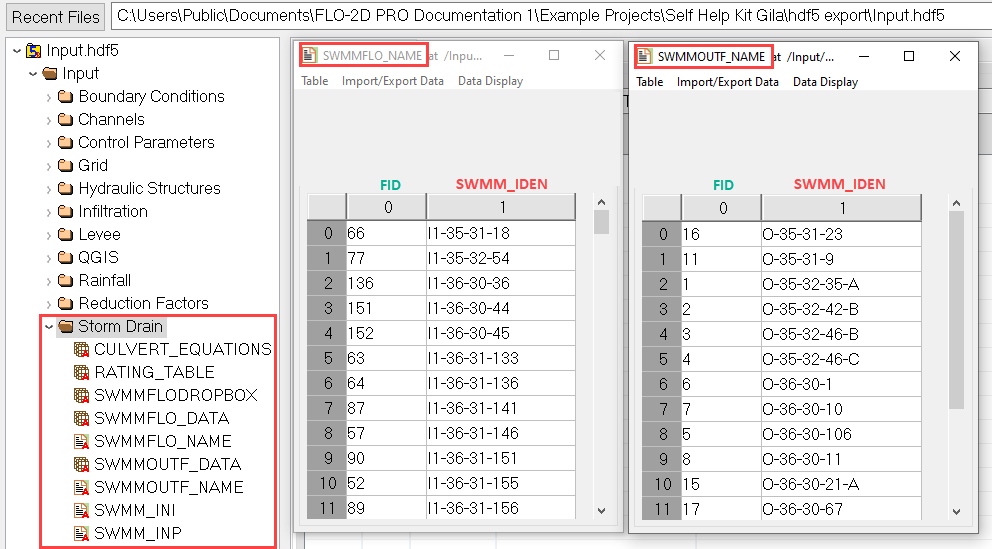 Recent Files
C:\Users\Public\Documents\FLO-2D PRO Documentation 1\Example Projects\Self Help Kit Gila\hdf5 export\Input.hdf5
Input.hdf5
Input
Boundary Conditions
Channels
Control Parameters
Grid
Hydraulic Structures
Infiltration
Levee
QGIS
Rainfall
Reduction Factors
Storm Drain
CULVERT_EQUATIONS
RATING_TABLE
SWMMFLODROPBOX
SWMMFLO_DATA
SWMMFLO_NAME
SWMMOUTF_DATA
SWMMOUTF_NAME
SWMM_INI
SWMM_INP
SWMMFLO_NAME at /Inpu...
Table Import/Export Data Data Display
FID SWMM_IDEN
0 1
0 66 I1-35-31-18
1 77 I1-35-32-54
2 136 I1-36-30-36
3 151 I1-36-30-44
4 152 I1-36-30-45
5 63 I1-36-31-133
6 64 I1-36-31-136
7 87 I1-36-31-141
8 57 I1-36-31-146
9 90 I1-36-31-151
10 52 I1-36-31-155
11 89 I1-36-31-156
SWMMOUTF_NAME at /Input/...
Table Import/Export Data Data Display
FID SWMM_IDEN
0 1
0 16 O-35-31-23
1 11 O-35-31-9
2 1 O-35-32-35-A
3 2 O-35-32-42-B
4 3 O-35-32-46-B
5 4 O-35-32-46-C
6 6 O-36-30-1
7 7 O-36-30-10
8 5 O-36-30-106
9 8 O-36-30-11
10 15 O-36-30-21-A
11 17 O-36-30-67